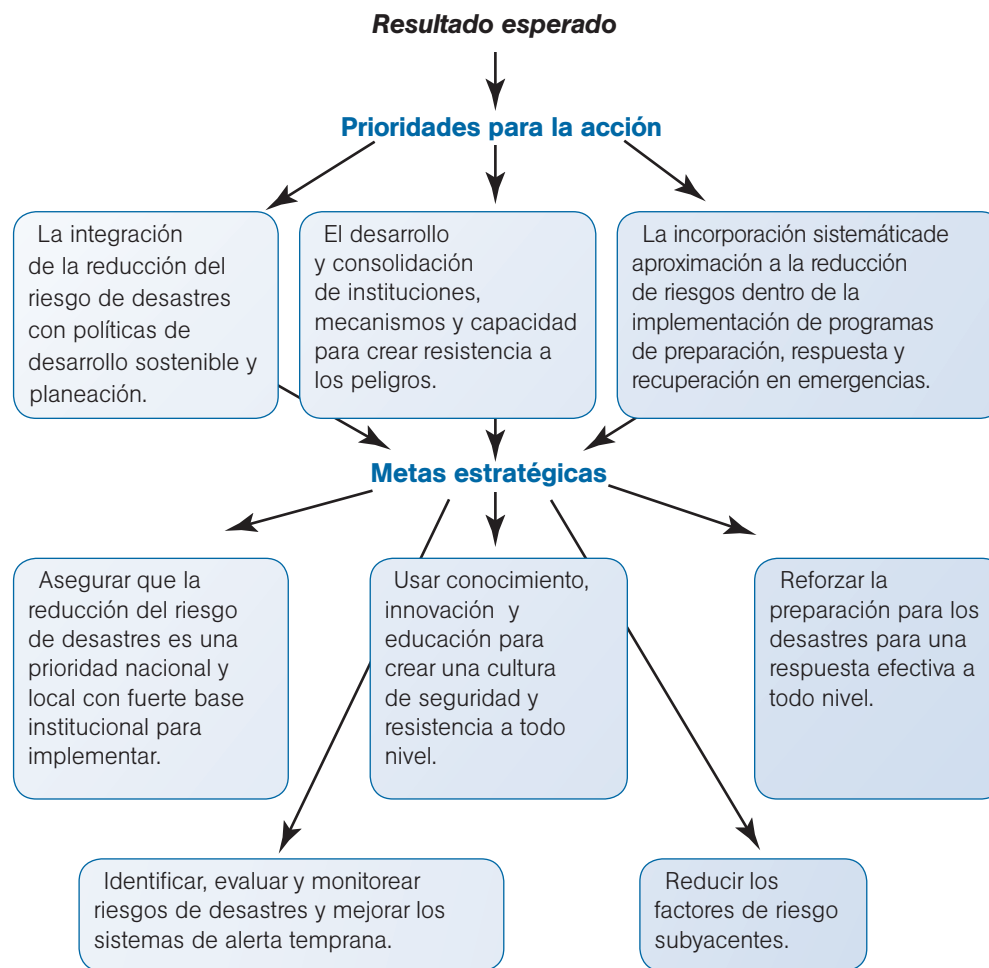 Resultado esperado
Prioridades para la acción
La integración
de la reducción del
riesgo de desastres
con políticas de
desarrollo sostenible y
planeación.
El desarrollo
y consolidación
de instituciones,
mecanismos y capacidad
para crear resistencia a
los peligros.
La incorporación sistemáticade
aproximación a la reducción
de riesgos dentro de la
implementación de programas
de preparación, respuesta y
recuperación en emergencias.
Metas estratégicas
Asegurar que la
reducción del riesgo
de desastres es una
prioridad nacional y
local con fuerte base
institucional para
implementar.
Usar conocimiento,
innovación y
educación para
crear una cultura
de seguridad y
resistencia a todo
nivel.
Reforzar la
preparación para los
desastres para una
respuesta efectiva a
todo nivel.
Identificar, evaluar y monitorear
riesgos de desastres y mejorar los
sistemas de alerta temprana.
Reducir los
factores de riesgo
subyacentes.